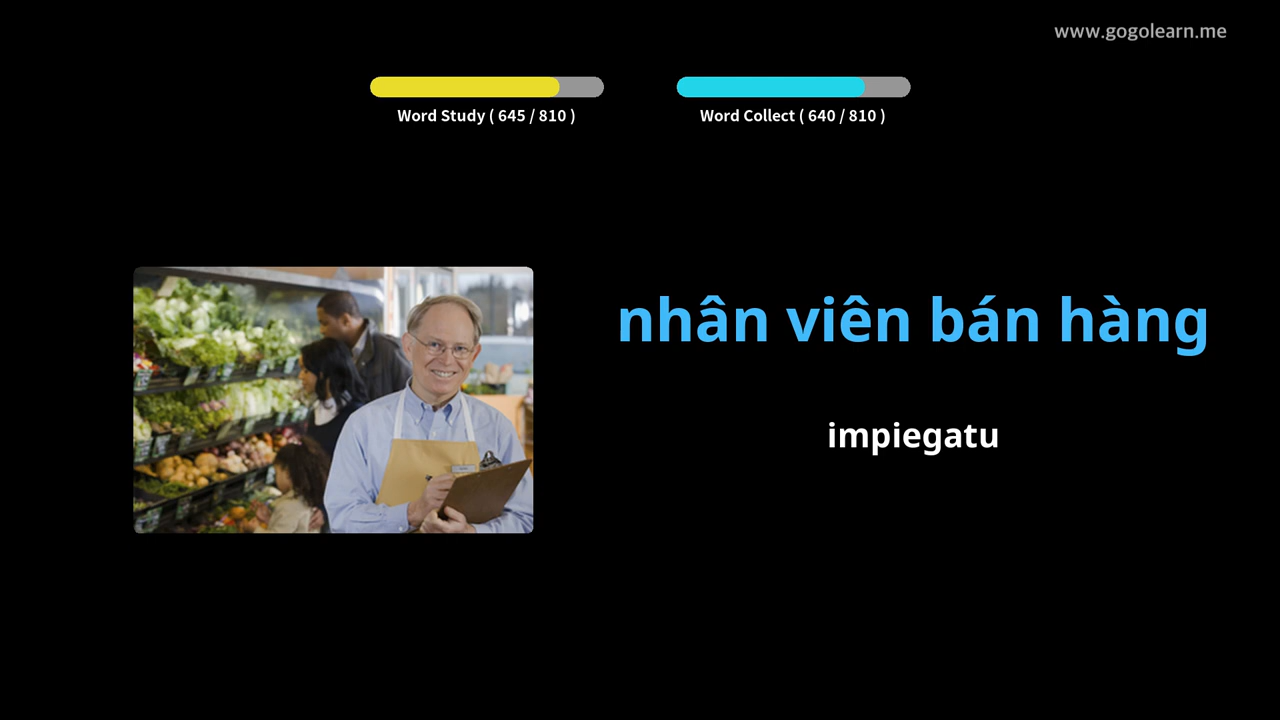 www.gogolearn.me
Word Study ( 645 / 810 )
Word Collect ( 640 / 810 )
nhân viên bán hàng
impiegatu